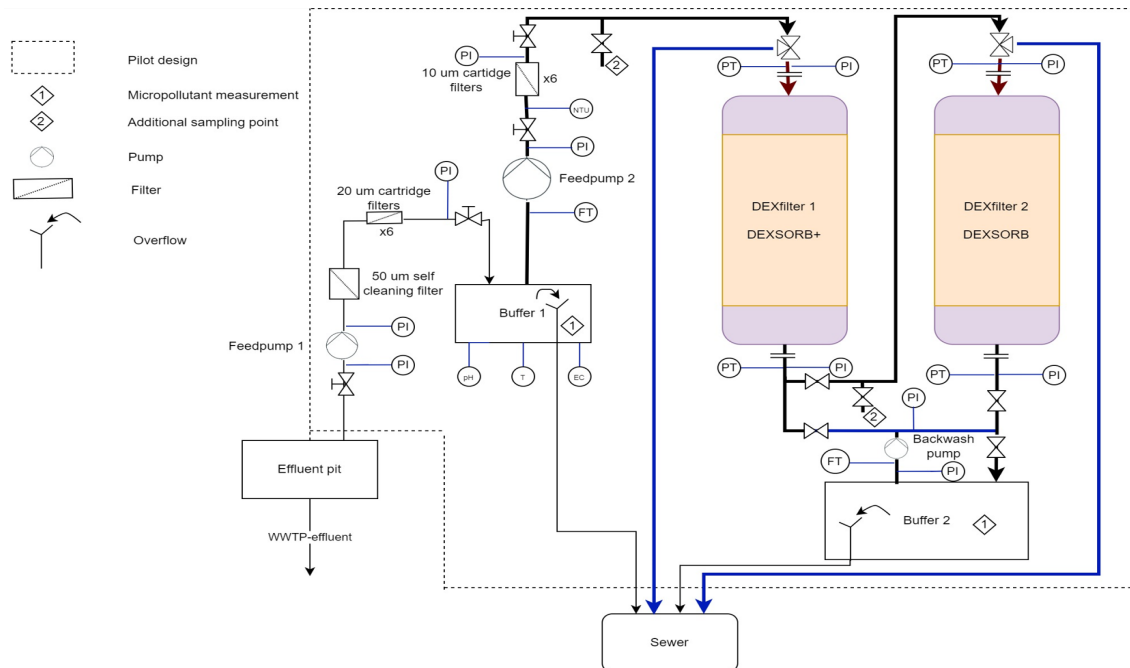 Pilot design
1
Micropollutant measurement
2
Additional sampling point
Pump
Filter
Overflow
PI
10 um cartidge
filters
x6
NTU
PI
Feedpump 2
FT
2
PI
20 um cartridge
filters
x6
50 um self
cleaning filter
PI
Feedpump 1
PI
Buffer 1
1
pH
T
EC
Effluent pit
WWTP-effluent
PT
PI
DEXfilter 1
DEXSORB+
PT
PI
PT
PI
DEXfilter 2
DEXSORB
PT
PI
2
PI
Backwash
pump
FT
PI
Buffer 2
1
Sewer